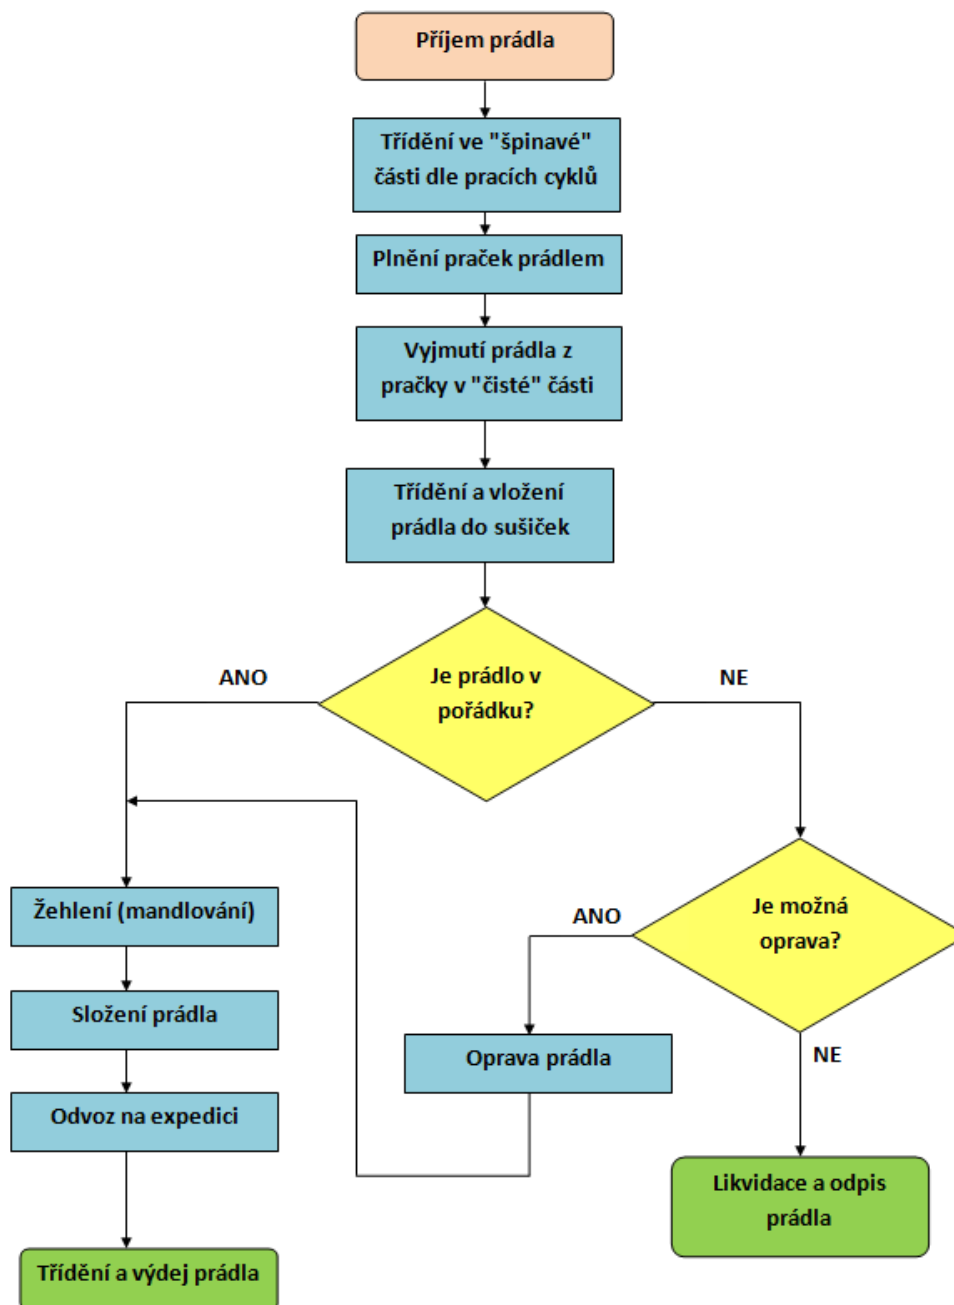 Příjem prádla
Třídění ve "špinavé"
části dle pracích cyklů
Plnění praček prádlem
Vyjmutí prádla z
pračky v "čisté" části
Třídění a vložení
prádla do sušiček
Je prádlo v
pořádku?
ANO
NE
Je možná
oprava?
ANO
NE
Žehlení (mandlování)
Složení prádla
Oprava prádla
Odvoz na expedici
Likvidace a odpis
prádla
Třídění a výdej prádla